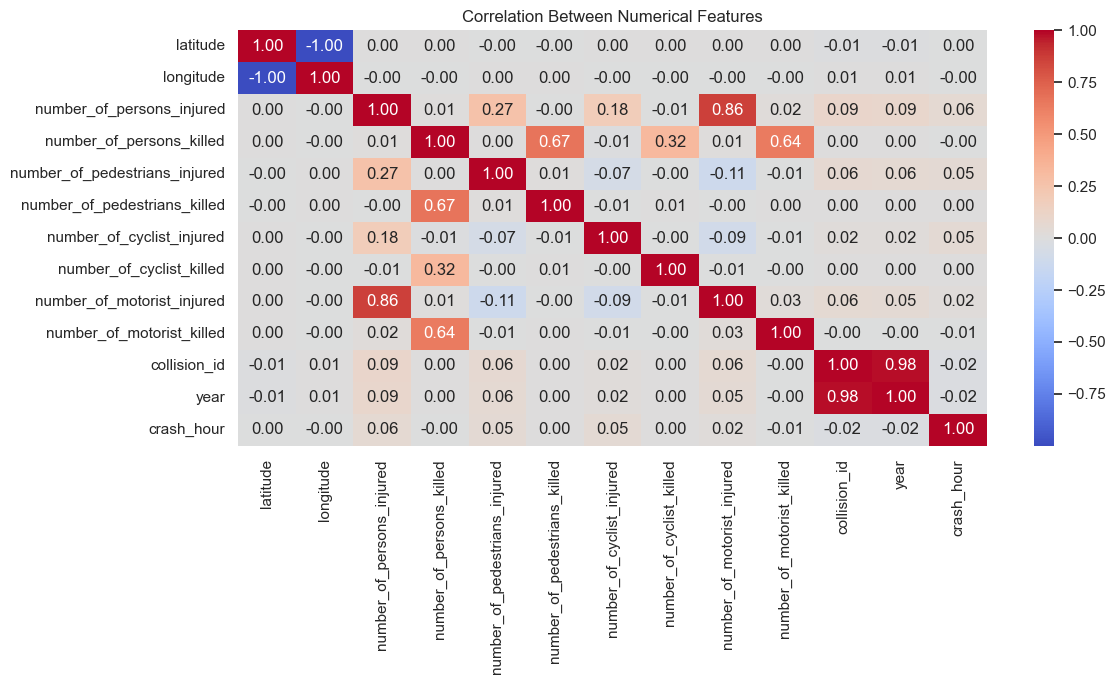 Correlation Between Numerical Features
latitude 1.00 -1.00 0.00 0.00 -0.00 -0.00 0.00 0.00 0.00 0.00 -0.01 -0.01 0.00
longitude -1.00 1.00 -0.00 -0.00 0.00 0.00 -0.00 -0.00 -0.00 -0.00 0.01 0.01 -0.00
number_of_persons_injured 0.00 -0.00 1.00 0.01 0.27 -0.00 0.18 -0.01 0.86 0.02 0.09 0.09 0.06
number_of_persons_killed 0.00 -0.00 0.01 1.00 0.00 0.67 -0.01 0.32 0.01 0.64 0.00 0.00 -0.00
number_of_pedestrians_injured -0.00 0.00 0.27 0.00 1.00 0.01 -0.07 -0.00 -0.11 -0.01 0.06 0.06 0.05
number_of_pedestrians_killed -0.00 0.00 -0.00 0.67 0.01 1.00 -0.01 0.01 -0.00 0.00 0.00 0.00 0.00
number_of_cyclist_injured 0.00 -0.00 0.18 -0.01 -0.07 -0.01 1.00 -0.00 -0.09 -0.01 0.02 0.02 0.05
number_of_cyclist_killed 0.00 -0.00 -0.01 0.32 -0.00 0.01 -0.00 1.00 -0.01 -0.00 0.00 0.00 0.00
number_of_motorist_injured 0.00 -0.00 0.86 0.01 -0.11 -0.00 -0.09 -0.01 1.00 0.03 0.06 0.05 0.02
number_of_motorist_killed 0.00 -0.00 0.02 0.64 -0.01 0.00 -0.01 -0.00 0.03 1.00 -0.00 -0.00 -0.01
collision_id -0.01 0.01 0.09 0.00 0.06 0.00 0.02 0.00 0.06 -0.00 1.00 0.98 -0.02
year -0.01 0.01 0.09 0.00 0.06 0.00 0.02 0.00 0.05 -0.00 0.98 1.00 -0.02
crash_hour 0.00 -0.00 0.06 -0.00 0.05 0.00 0.05 0.00 0.02 -0.01 -0.02 -0.02 1.00
latitude
longitude
number_of_persons_injured
number_of_persons_killed
number_of_pedestrians_injured
number_of_pedestrians_killed
number_of_cyclist_injured
number_of_cyclist_killed
number_of_motorist_injured
number_of_motorist_killed
collision_id
year
crash_hour
1.00
0.75
0.50
0.25
0.00
−0.25
−0.50
−0.75